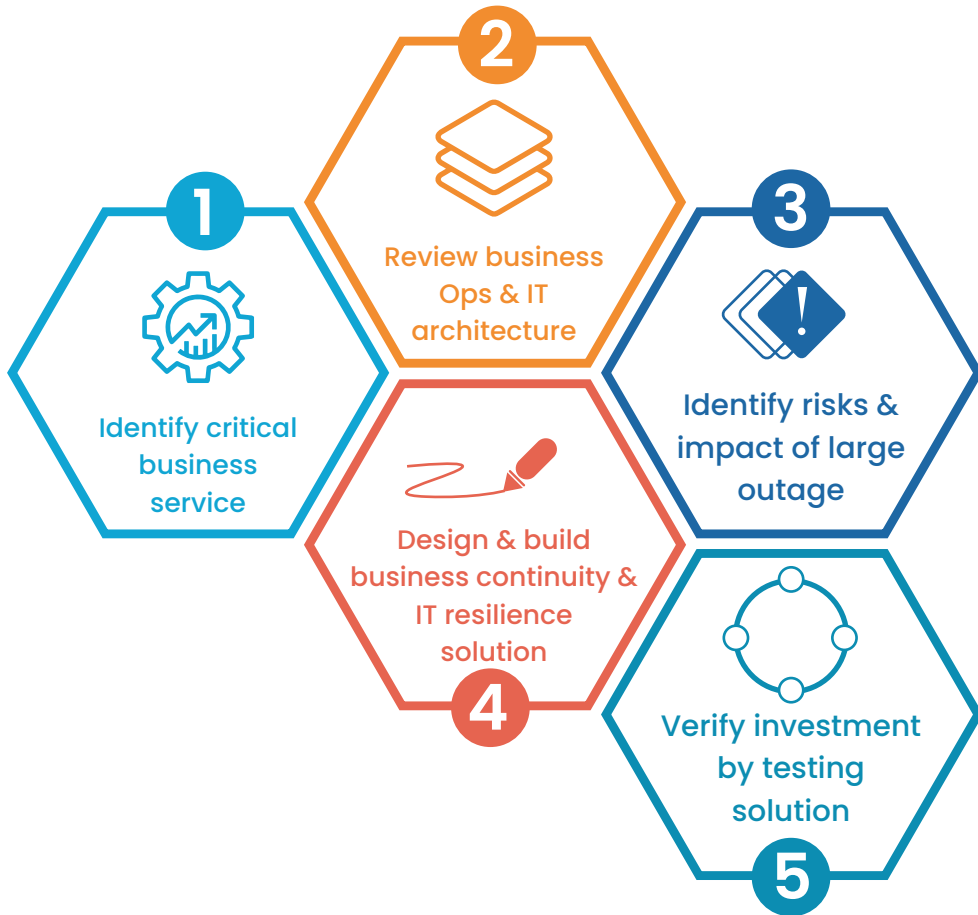 1
Identify critical
business
service
2
Review business
Ops & IT
architecture
3
!
Identify risks &
impact of large
outage
Design & build
business continuity &
IT resilience
solution
4
Verify investment
by testing
solution
5